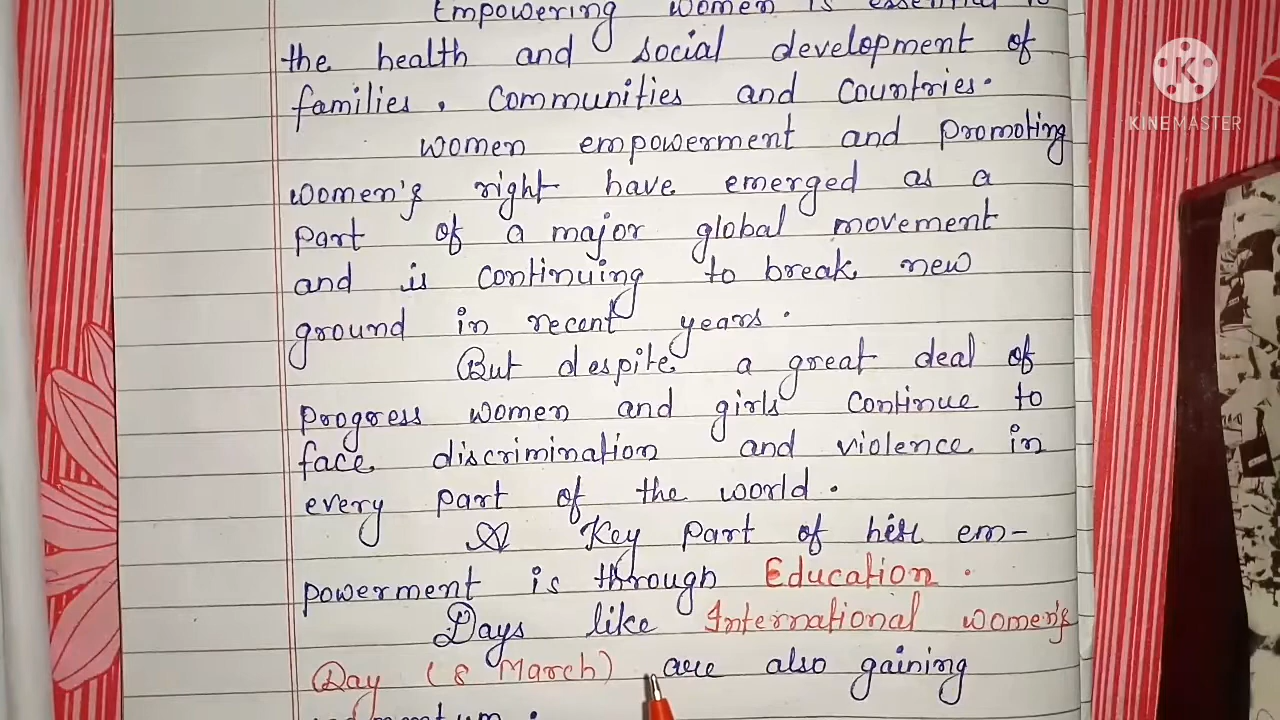 Empowering women is essential to
the health and social development of
families, communities and countries.
women empowerment and promoting
women's right have emerged as a
part of a major global movement
and is continuing to break new
ground in recent years.
But despite a great deal of
progress women and girls continue to
face discrimination and violence in
every part of the world.
A Key part of her em-
powerment is through Education.
Days like International women's
Day (8 March) are also gaining
KINEMASTER